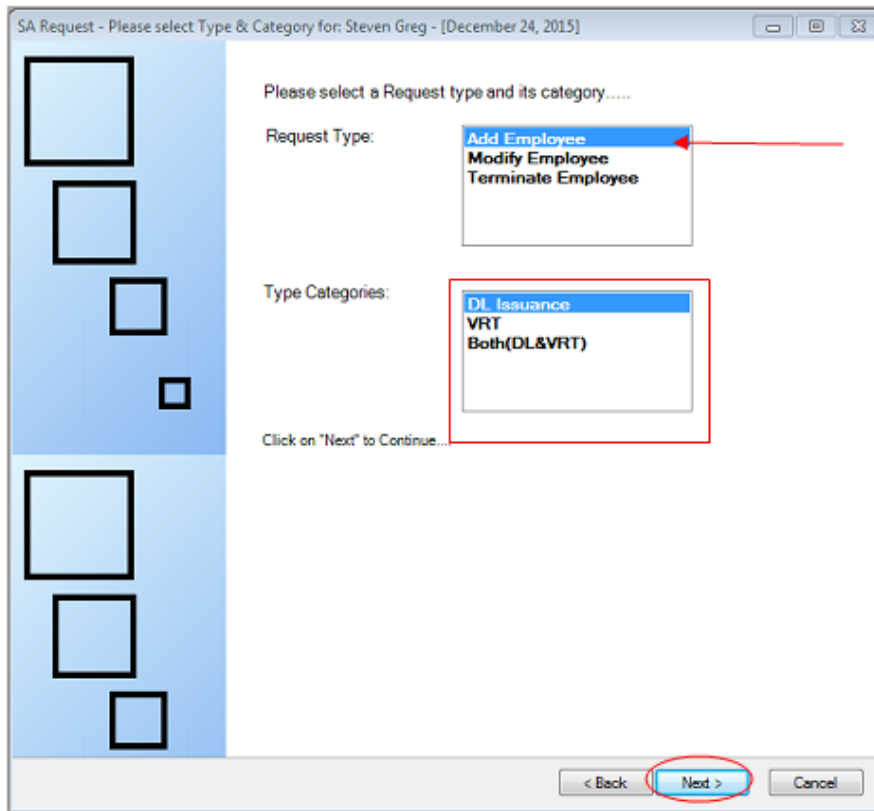 SA Request - Please select Type & Category for: Steven Greg - [December 24, 2015]
Please select a Request type and its category.....
Request Type:
Add Employee
Modify Employee
Terminate Employee
Type Categories:
DL Issuance
VRT
Both(DL&VRT)
Click on "Next" to Continue...
< Back
Next >
Cancel